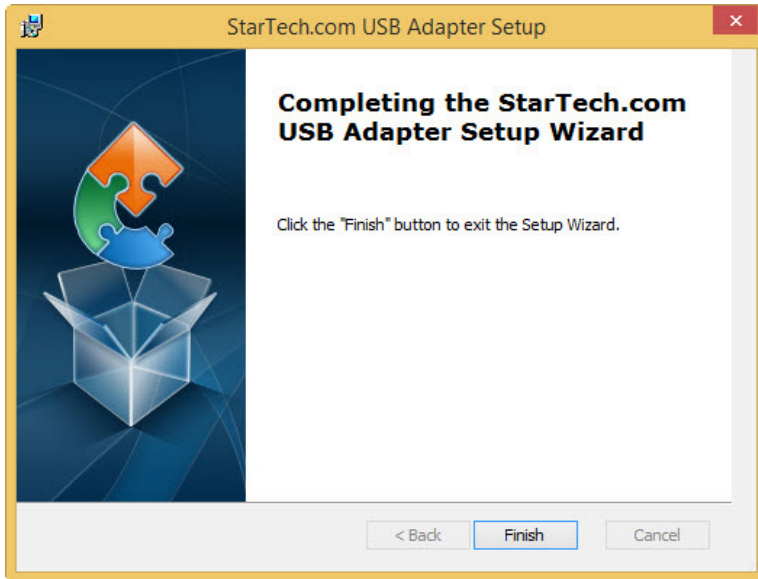 StarTech.com USB Adapter Setup
Completing the StarTech.com
USB Adapter Setup Wizard
Click the "Finish" button to exit the Setup Wizard.
< Back
Finish
Cancel